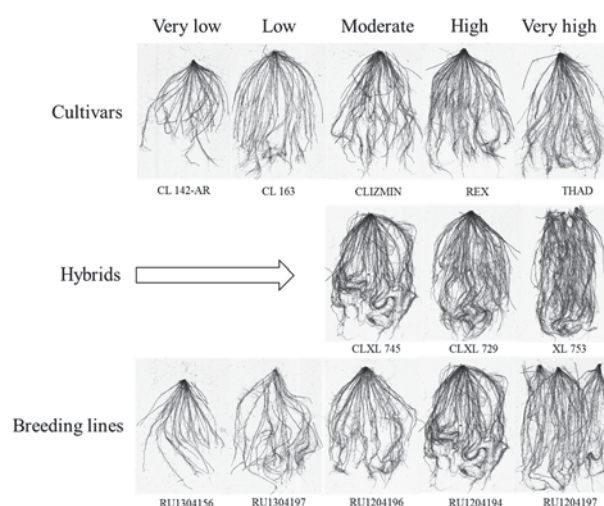 Very low Low Moderate High Very high
Cultivars
CL 142-AR CL 163 CLIZMIN REX THAD
Hybrids
CLXL 745 CLXL 729 XL 753
Breeding lines
RU1304156 RU1304197 RU1204196 RU1204194 RU1204197